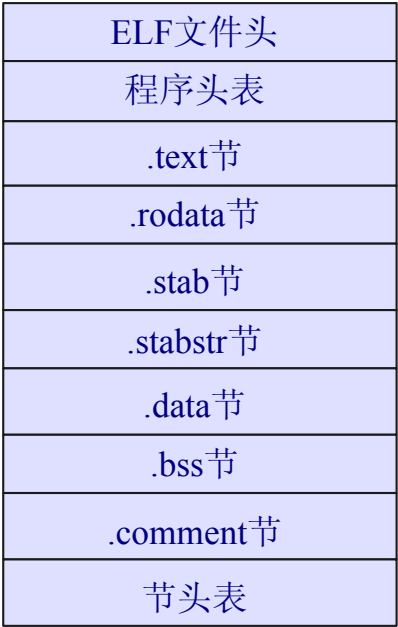 ELF文件头
程序头表
.text节
.rodata节
.stab节
.stabstr节
.data节
.bss节
.comment节
节头表